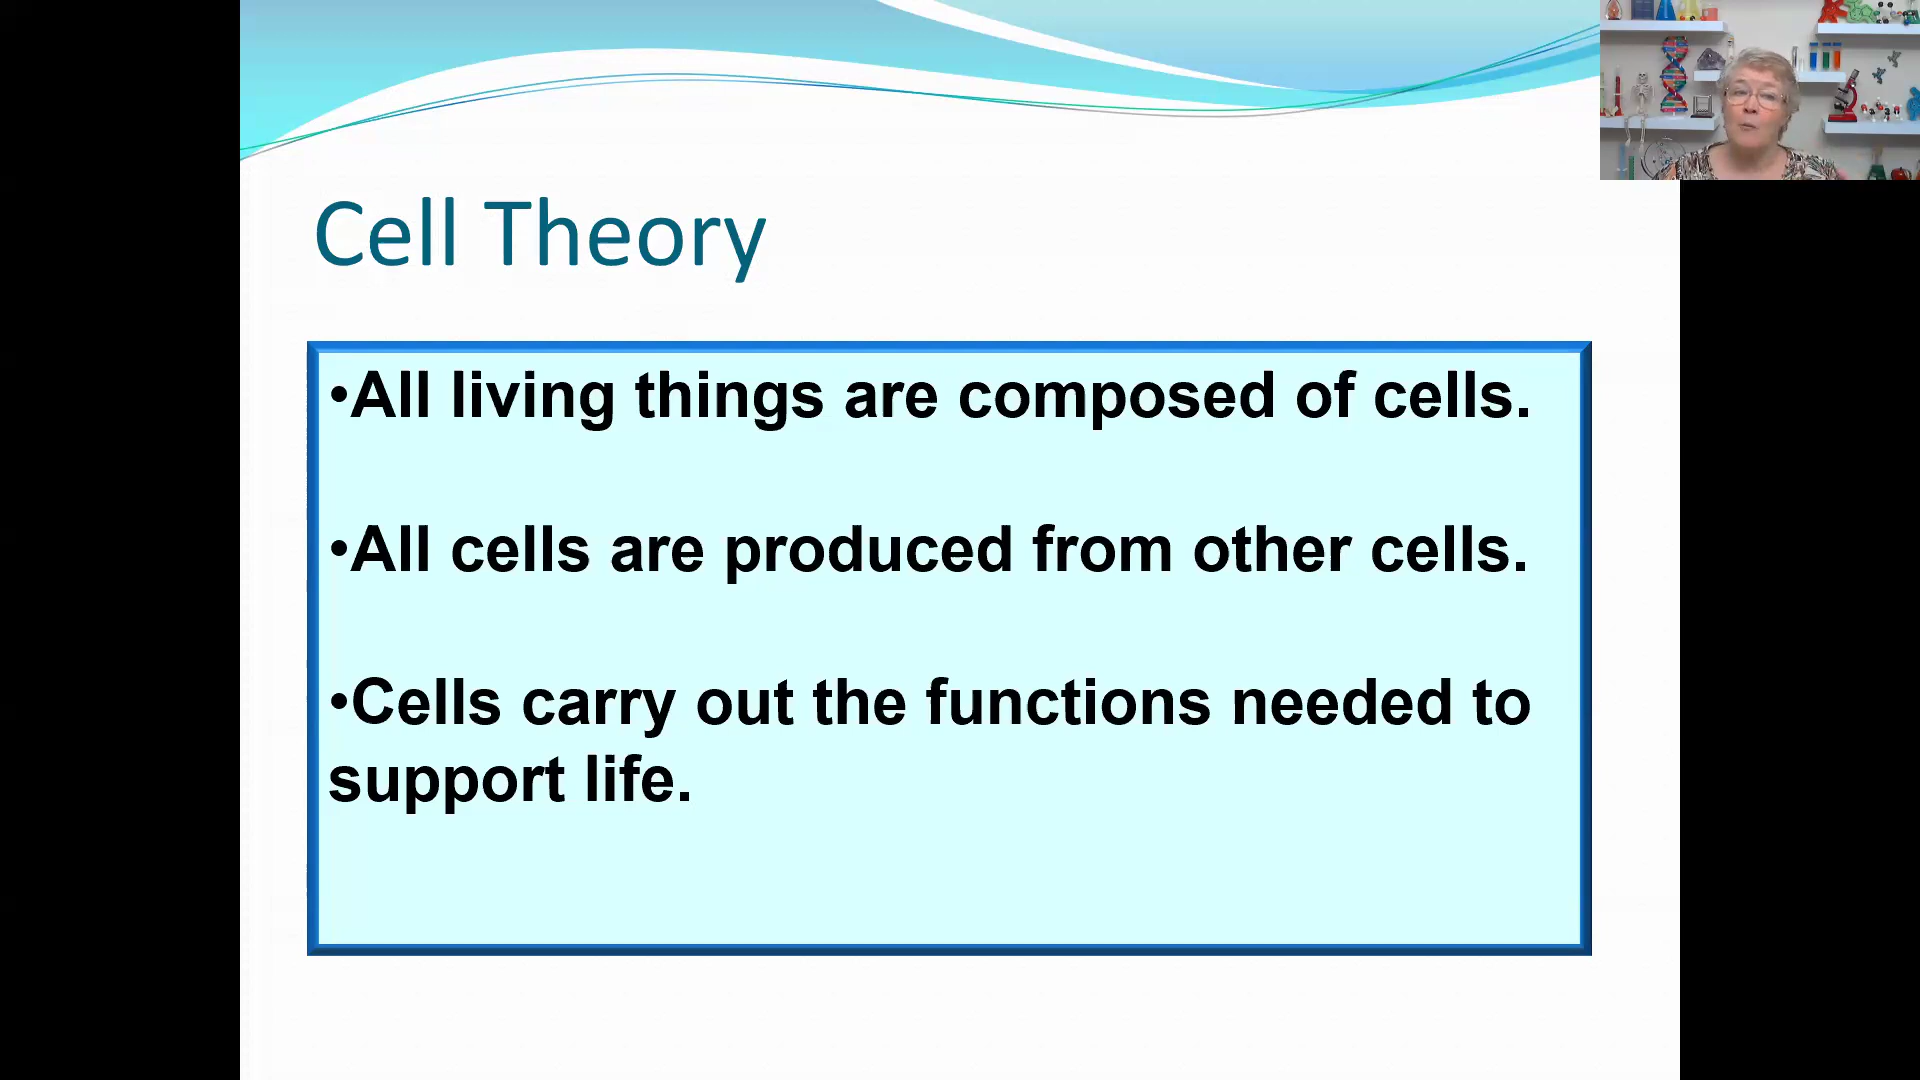 Cell Theory
•All living things are composed of cells.
•All cells are produced from other cells.
•Cells carry out the functions needed to
support life.